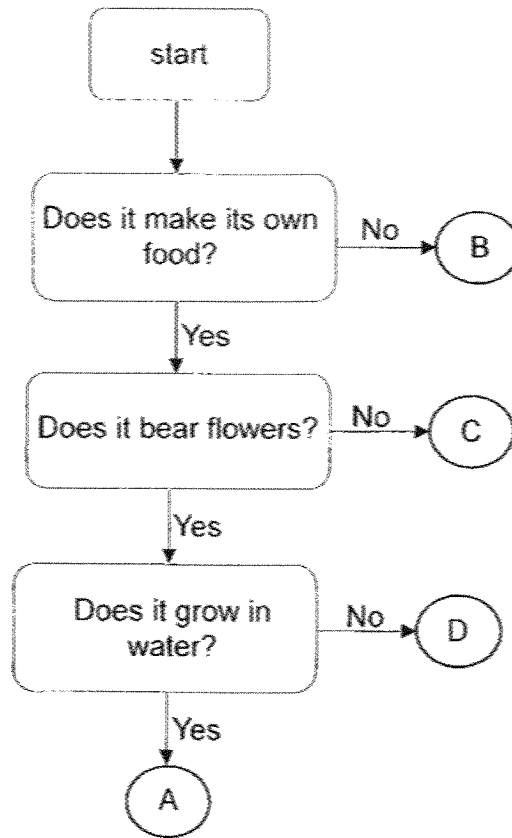 start
Does it make its own
food?
No
B
Yes
Does it bear flowers?
No
C
Yes
Does it grow in
water?
No
D
Yes
A